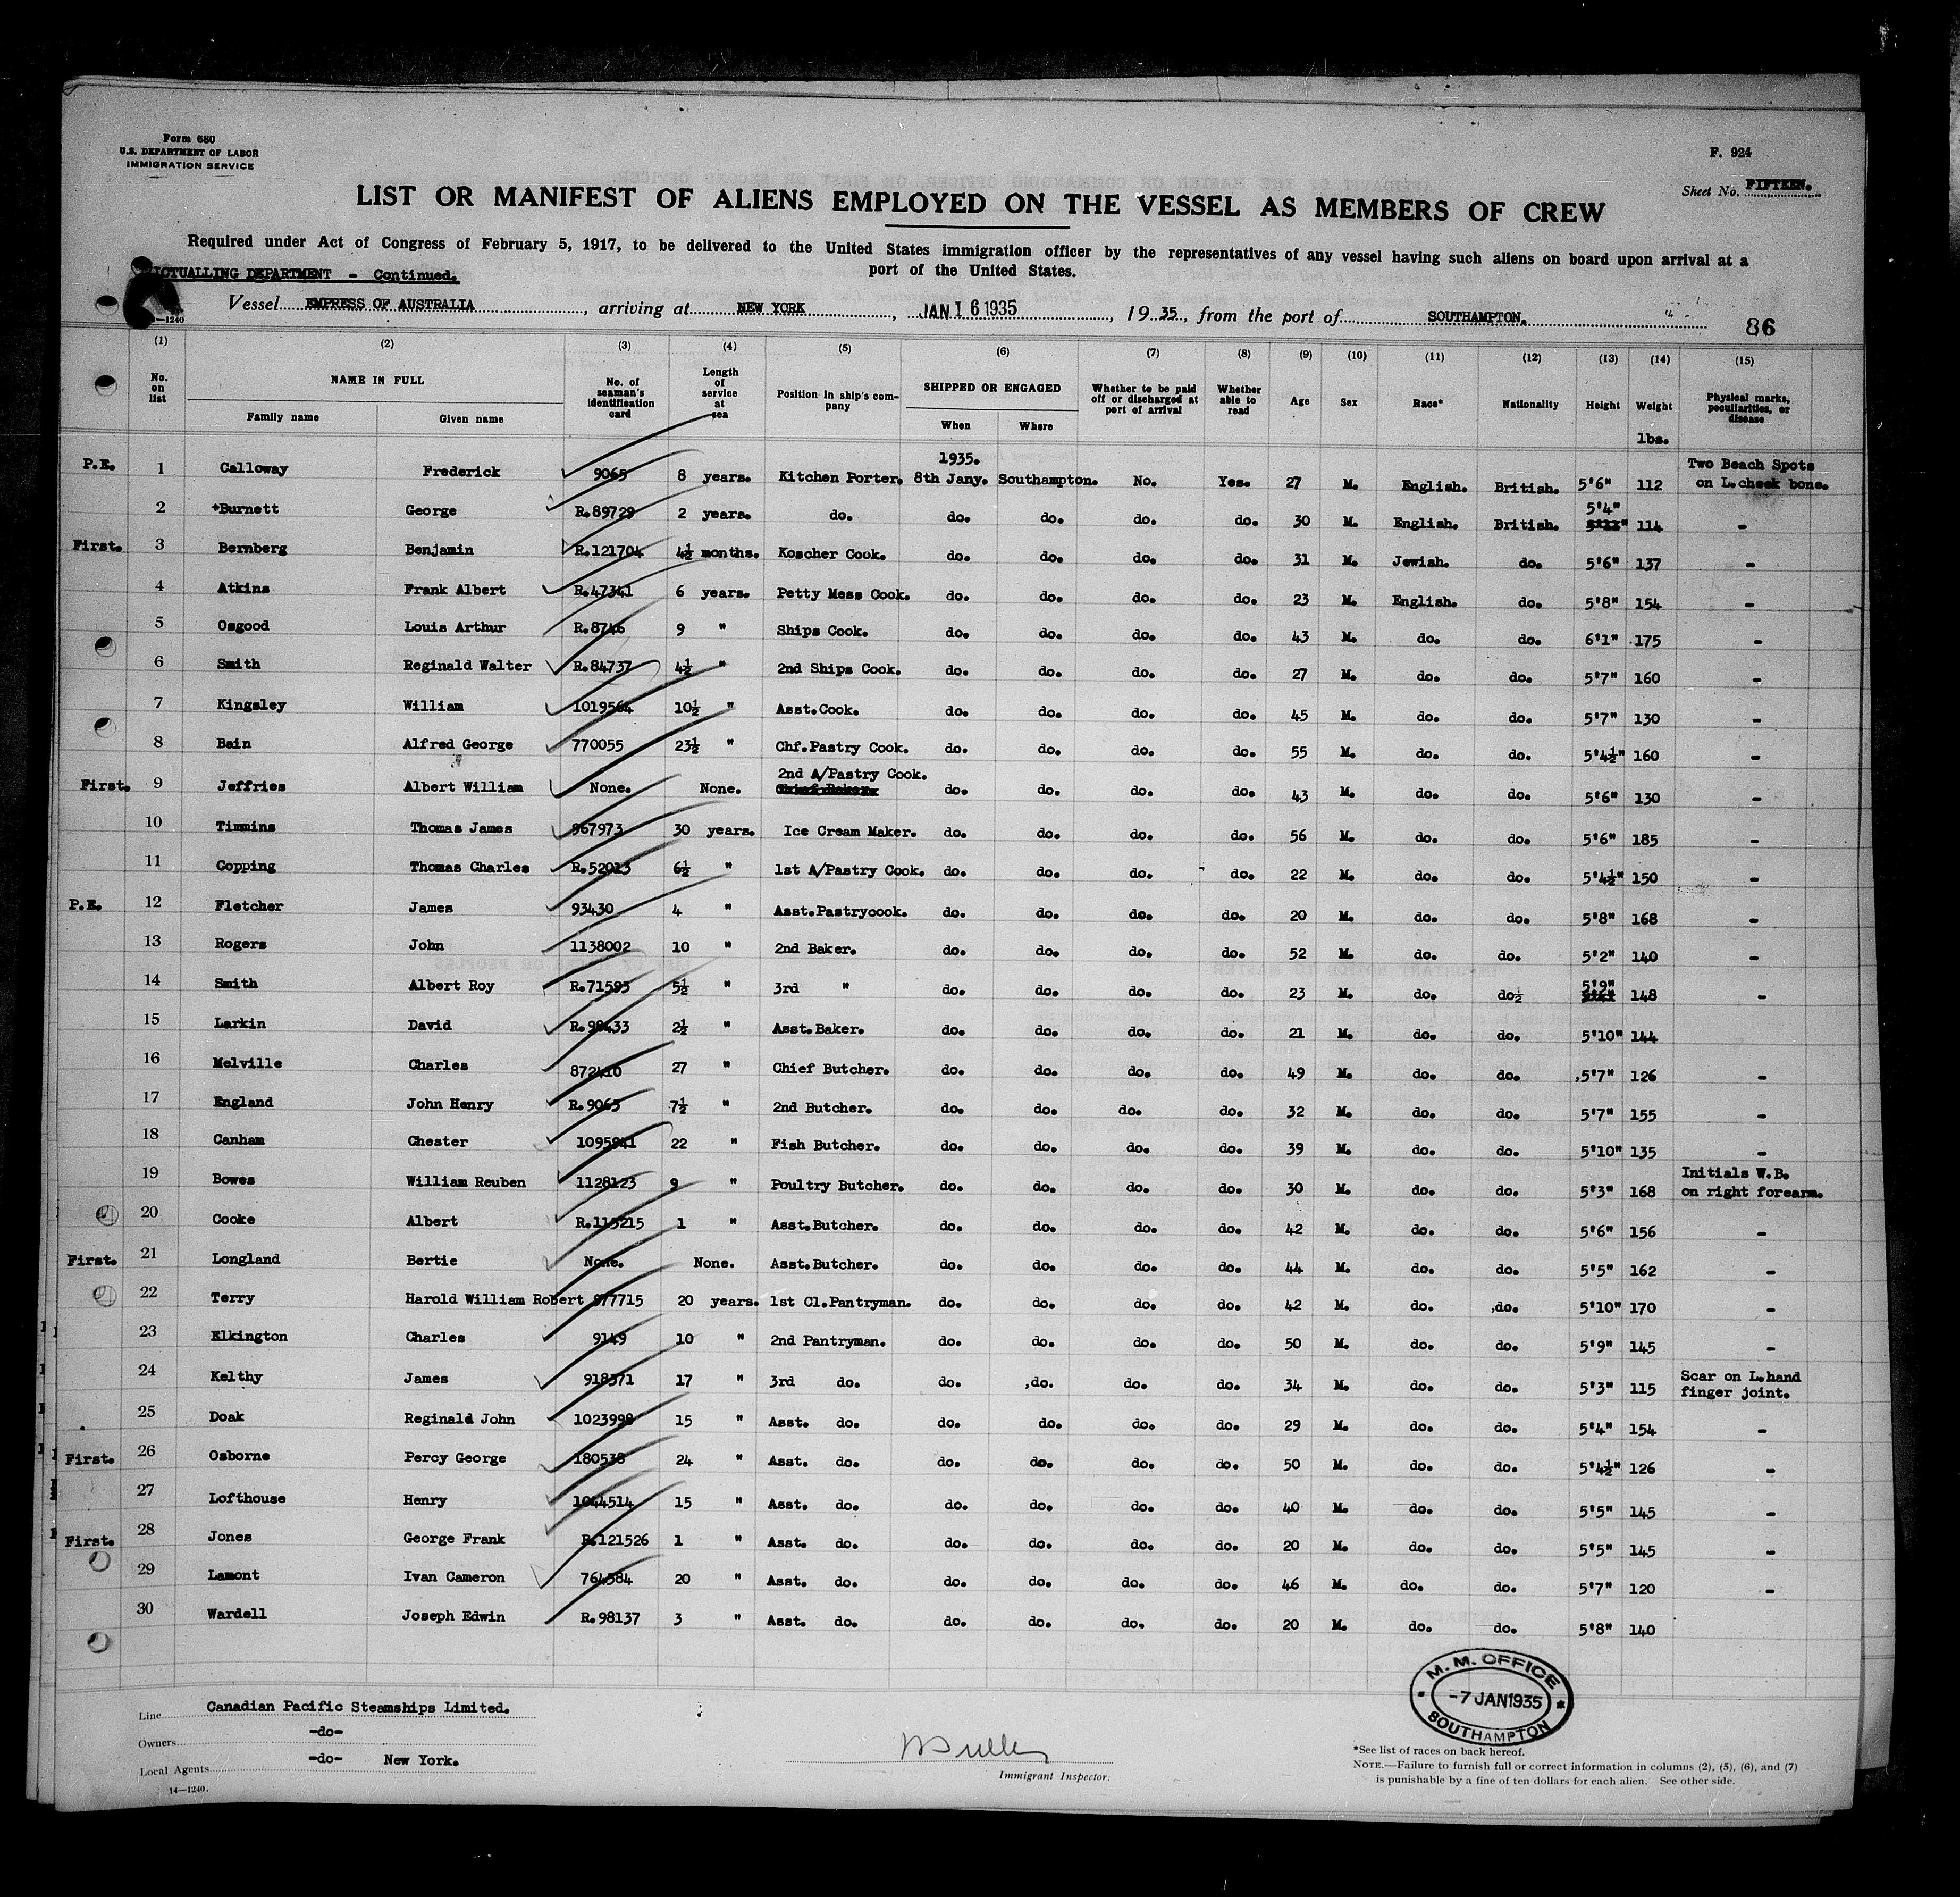 Form 680
U.S. DEPARTMENT OF LABOR
IMMIGRATION SERVICE
F. 924
Sheet No. FIFTEEN.
LIST OR MANIFEST OF ALIENS EMPLOYED ON THE VESSEL AS MEMBERS OF CREW
Required under Act of Congress of February 5, 1917, to be delivered to the United States immigration officer by the representatives of any vessel having such aliens on board upon arrival at a
port of the United States.
ICTUALLING DEPARTMENT - Continued.
Vessel EMPRESS OF AUSTRALIA, arriving at NEW YORK, JAN 16 1935, 1935, from the port of SOUTHAMPTON.
—1240
86
(1) (2) (3) (4) (5) (6) (7) (8) (9) (10) (11) (12) (13) (14) (15)
No. on list NAME IN FULL Family name Given name No. of seaman's identification card Length of service at sea Position in ship's company SHIPPED OR ENGAGED When Where Whether to be paid off or discharged at port of arrival Whether able to read Age Sex Race* Nationality Height Weight Physical marks, peculiarities, or disease
lbs.
1935.
P.E. 1 Calloway Frederick 9065 8 years. Kitchen Porter. 8th Jany. Southampton. No. Yes. 27 M. English. British. 5'6" 112 Two Beach Spots on L.cheek bone.
2 +Burnett George R.89729 2 years. do. do. do. do. do. 30 M. English. British. 5'4" 114 -
First. 3 Bernberg Benjamin R.121704 4½ months. Koscher Cook. do. do. do. do. 31 M. Jewish. do. 5'6" 137 -
4 Atkins Frank Albert R.47341 6 years. Petty Mess Cook. do. do. do. do. 23 M. English. do. 5'8" 154 -
5 Osgood Louis Arthur R.8746 9 " Ships Cook. do. do. do. do. 43 M. do. do. 6'1" 175 -
6 Smith Reginald Walter R.84737 4½ " 2nd Ships Cook. do. do. do. do. 27 M. do. do. 5'7" 160 -
7 Kingsley William 1019564 10½ " Asst.Cook. do. do. do. do. 45 M. do. do. 5'7" 130 -
8 Bain Alfred George 770055 23½ " Chf.Pastry Cook. do. do. do. do. 55 M. do. do. 5'4½" 160 -
First. 9 Jeffries Albert William None. None. 2nd A/Pastry Cook. Chief Baker. do. do. do. do. 43 M. do. do. 5'6" 130 -
10 Timmins Thomas James 967973 30 years. Ice Cream Maker. do. do. do. do. 56 M. do. do. 5'6" 185 -
11 Copping Thomas Charles R.52013 6½ " 1st A/Pastry Cook. do. do. do. do. 22 M. do. do. 5'4½" 150 -
P.E. 12 Fletcher James 93430 4 " Asst.Pastrycook. do. do. do. do. 20 M. do. do. 5'8" 168 -
13 Rogers John 1138002 10 " 2nd Baker. do. do. do. do. 52 M. do. do. 5'2" 140 -
14 Smith Albert Roy R.71593 5½ " 3rd " do. do. do. do. 23 M. do. do½ 5'9" 148 -
15 Larkin David R.98433 2½ " Asst.Baker. do. do. do. do. 21 M. do. do. 5'10" 144
16 Melville Charles 872410 27 " Chief Butcher. do. do. do. do. 49 M. do. do. 5'7" 126 -
17 England John Henry R.9063 7½ " 2nd Butcher. do. do. do. do. 32 M. do. do. 5'7" 155 -
18 Canham Chester 1095941 22 " Fish Butcher. do. do. do. do. 39 M. do. do. 5'10" 135 -
19 Bowes William Reuben 1128123 9 " Poultry Butcher. do. do. do. do. 30 M. do. do. 5'3" 168 Initials W.B. on right forearm.
20 Cooke Albert R.115215 1 " Asst.Butcher. do. do. do. do. 42 M. do. do. 5'6" 156 -
First. 21 Longland Bertie None. None. Asst.Butcher. do. do. do. do. 44 M. do. do. 5'5" 162 -
22 Terry Harold William Robert 977715 20 years. 1st Cl.Pantryman. do. do. do. do. 42 M. do. do. 5'10" 170 -
23 Elkington Charles 9149 10 " 2nd Pantryman. do. do. do. do. 50 M. do. do. 5'9" 145 -
24 Kelthy James 918371 17 " 3rd do. do. do. do. do. 34 M. do. do. 5'3" 115 Scar on L.hand finger joint.
25 Doak Reginald John 1023998 15 " Asst. do. do. do. do. do. 29 M. do. do. 5'4" 154 -
First. 26 Osborne Percy George 180538 24 " Asst. do. do. do. do. do. 50 M. do. do. 5'4½" 126 -
27 Lofthouse Henry 1044514 15 " Asst. do. do. do. do. do. 40 M. do. do. 5'5" 145 -
First. 28 Jones George Frank R.121526 1 " Asst. do. do. do. do. do. 20 M. do. do. 5'5" 145 -
29 Lamont Ivan Cameron 764584 20 " Asst. do. do. do. do. do. 46 M. do. do. 5'7" 120 -
30 Wardell Joseph Edwin R.98137 3 " Asst. do. do. do. do. do. 20 M. do. do. 5'8" 140
M. M. OFFICE
-7 JAN 1935
SOUTHAMPTON
Line Canadian Pacific Steamships Limited.
Owners -do-
Local Agents -do- New York.
14—1240.
Immigrant Inspector.
*See list of races on back hereof.
NOTE.—Failure to furnish full or correct information in columns (2), (5), (6), and (7)
is punishable by a fine of ten dollars for each alien. See other side.